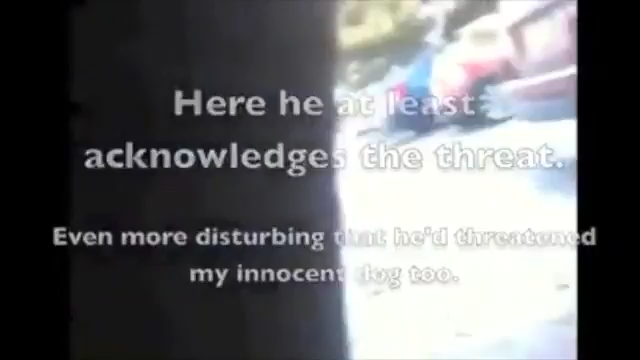 Here he at least
acknowledges the threat.
Even more disturbing that he'd threatened
my innocent dog too.